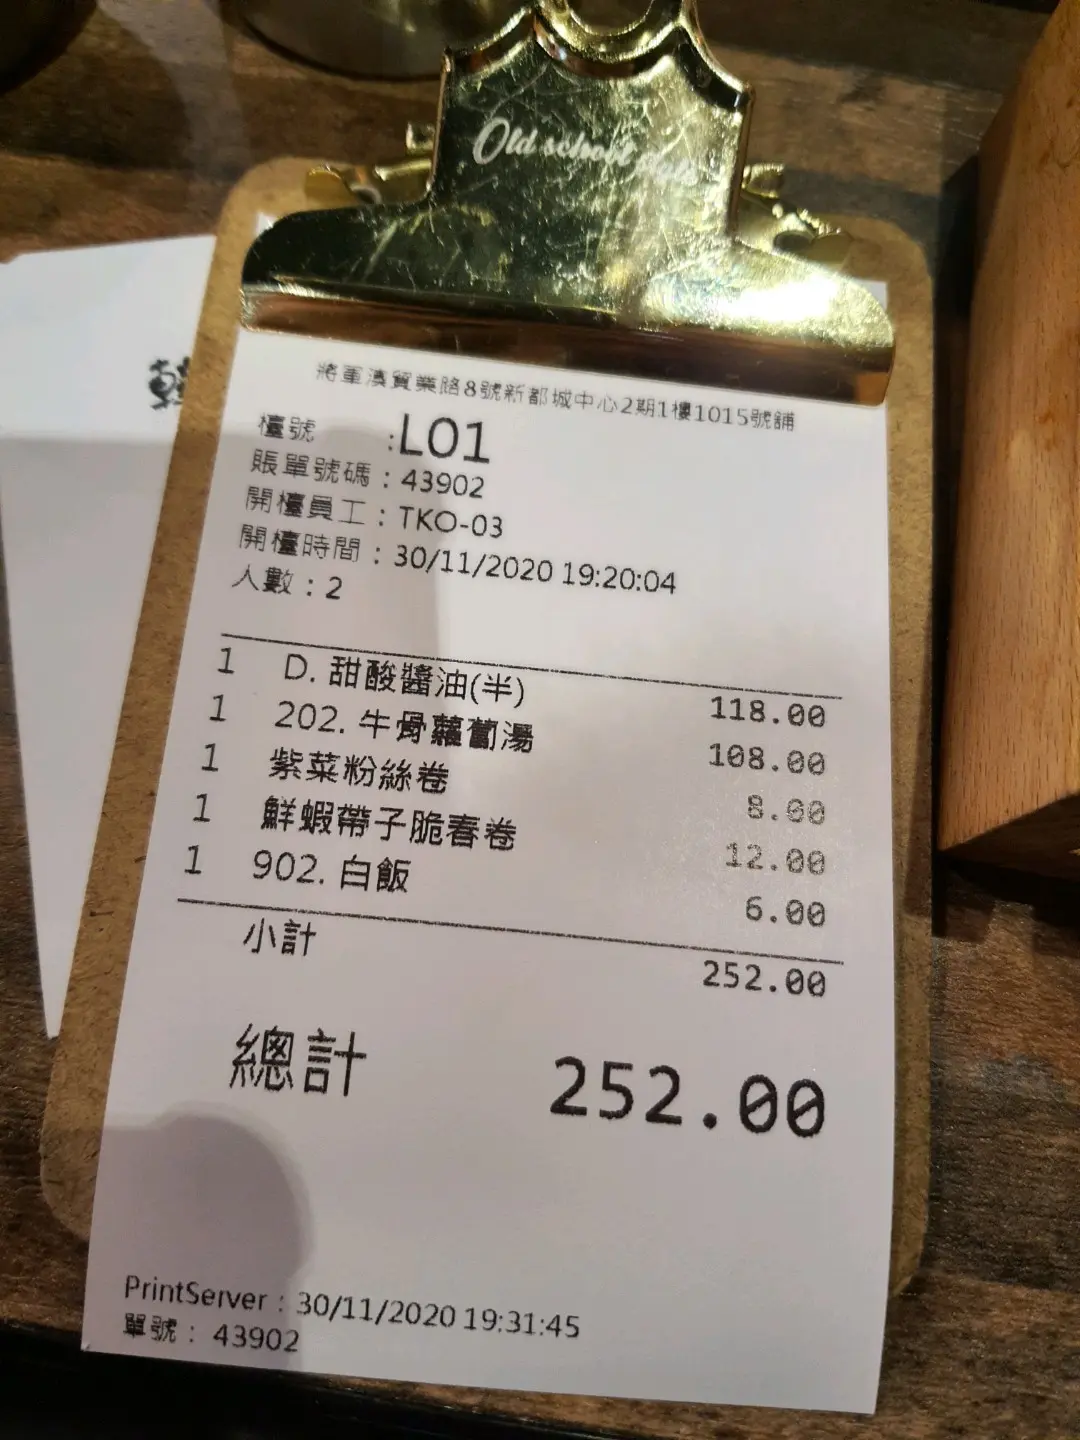 Old school style
將軍澳貿業路8號新都城中心2期1樓1015號舖
檯號 :L01
賬單號碼 : 43902
開檯員工 : TKO-03
開檯時間 : 30/11/2020 19:20:04
人數 : 2
1 D. 甜酸醬油(半) 118.00
1 202. 牛骨蘿蔔湯 108.00
1 紫菜粉絲卷 8.00
1 鮮蝦帶子脆春卷 12.00
1 902. 白飯 6.00
小計 252.00
總計 252.00
PrintServer : 30/11/2020 19:31:45
單號 : 43902